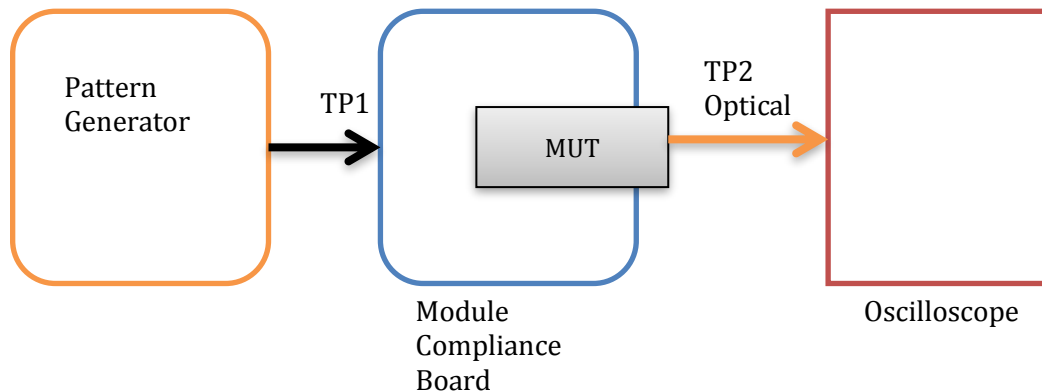 Pattern
Generator
TP1
MUT
TP2
Optical
Module
Compliance
Board
Oscilloscope